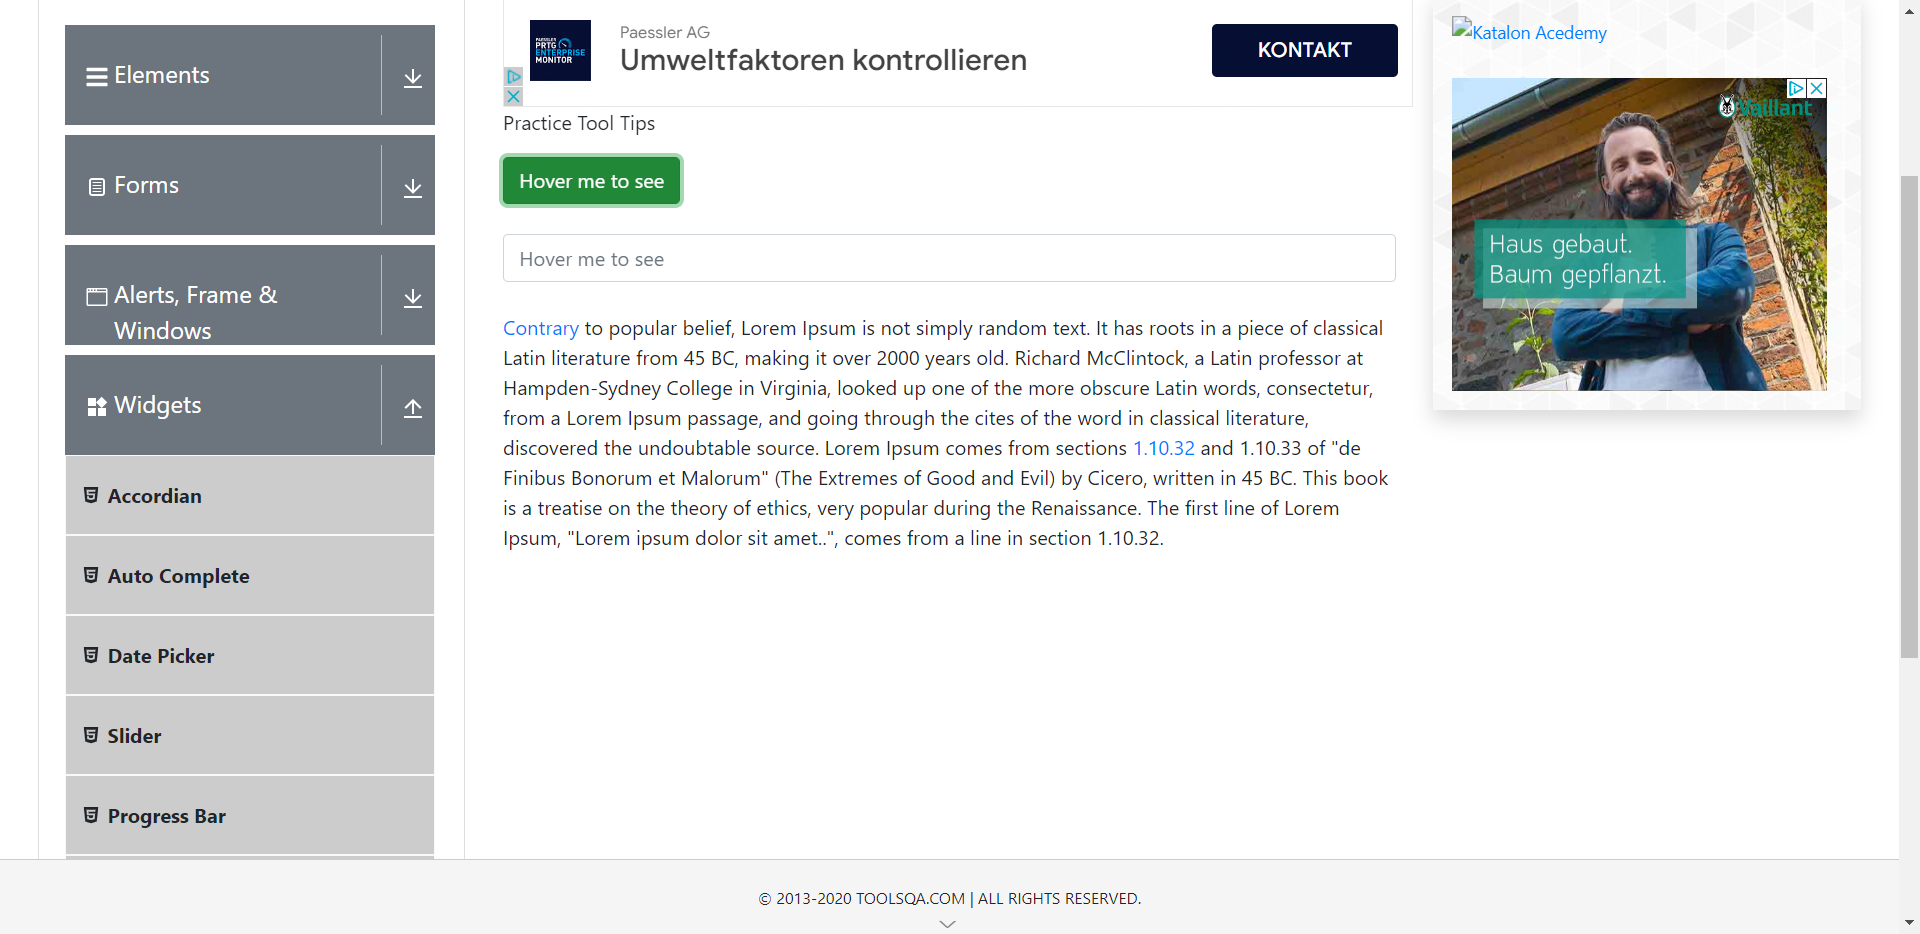 Elements
Forms
Alerts, Frame &
Windows
Widgets
Accordian
Auto Complete
Date Picker
Slider
Progress Bar
PAESSLER
PRTG
ENTERPRISE
MONITOR
Paessler AG
Umweltfaktoren kontrollieren
KONTAKT
Practice Tool Tips
Hover me to see
Hover me to see
Contrary to popular belief, Lorem Ipsum is not simply random text. It has roots in a piece of classical
Latin literature from 45 BC, making it over 2000 years old. Richard McClintock, a Latin professor at
Hampden-Sydney College in Virginia, looked up one of the more obscure Latin words, consectetur,
from a Lorem Ipsum passage, and going through the cites of the word in classical literature,
discovered the undoubtable source. Lorem Ipsum comes from sections 1.10.32 and 1.10.33 of "de
Finibus Bonorum et Malorum" (The Extremes of Good and Evil) by Cicero, written in 45 BC. This book
is a treatise on the theory of ethics, very popular during the Renaissance. The first line of Lorem
Ipsum, "Lorem ipsum dolor sit amet..", comes from a line in section 1.10.32.
Katalon Acedemy
Vaillant
Haus gebaut.
Baum gepflanzt.
© 2013-2020 TOOLSQA.COM | ALL RIGHTS RESERVED.